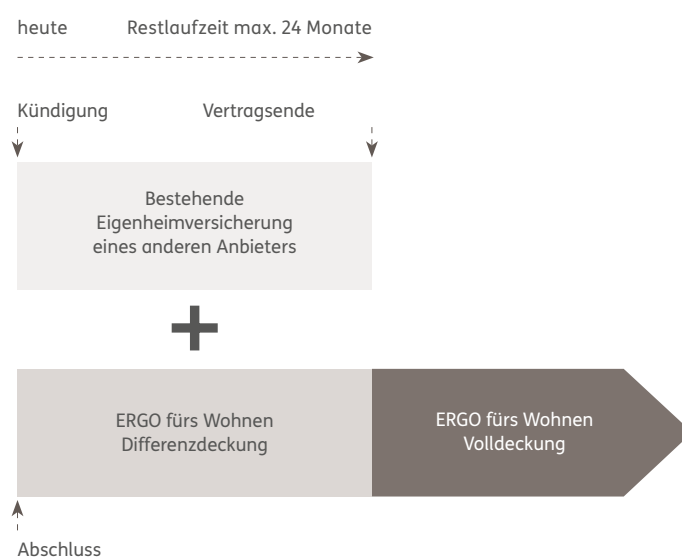 heute Restlaufzeit max. 24 Monate
Kündigung Vertragsende
Bestehende
Eigenheimversicherung
eines anderen Anbieters
ERGO fürs Wohnen
Differenzdeckung
ERGO fürs Wohnen
Volldeckung
Abschluss